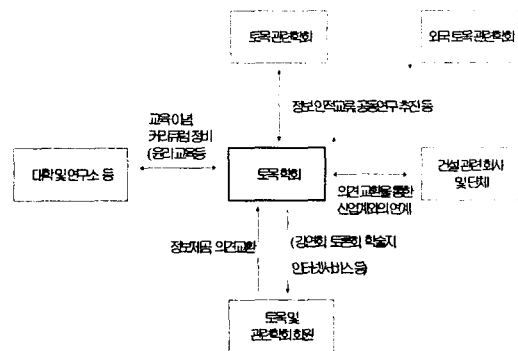 토목관련학회
외국토목관련학회
정보·인적교류, 공동연구추진 등
교육이념,
커리큐럼정비
(윤리교육등
대학 및 연구소 등
토목학회
건설 관련 회사
및 단체
의견교환을 통한
산업계와의 연계
정보제공, 의견교환
(강연회, 토론회, 학술지
인터넷서비스 등)
토목 및
관련학회 회원